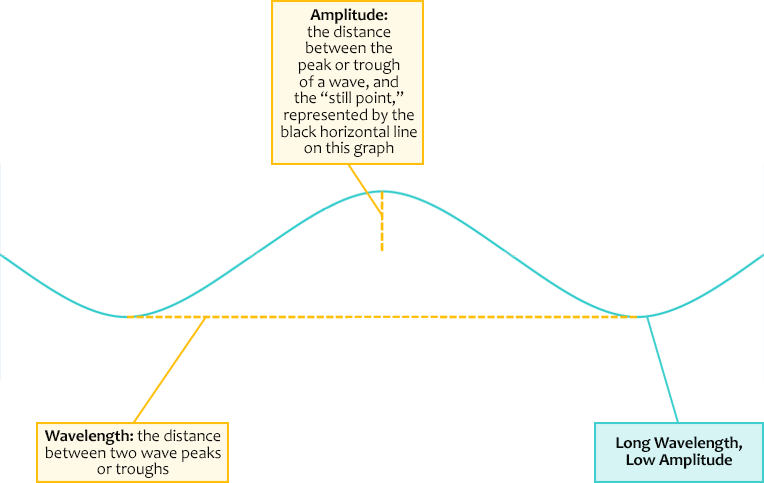 Amplitude:
the distance
between the
peak or trough
of a wave, and
the “still point,”
represented by the
black horizontal line
on this graph
Wavelength: the distance
between two wave peaks
or troughs
Long Wavelength,
Low Amplitude